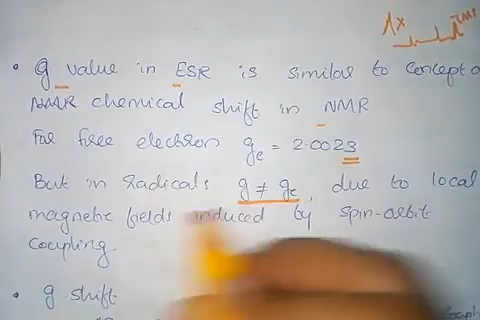 TMS
• g value in ESR is similar to concept o
NMR chemical shift in NMR
For free electron ge = 2.0023
But in radicals g ≠ ge, due to local
magnetic fields induced by spin-orbit
coupling.
• g shift